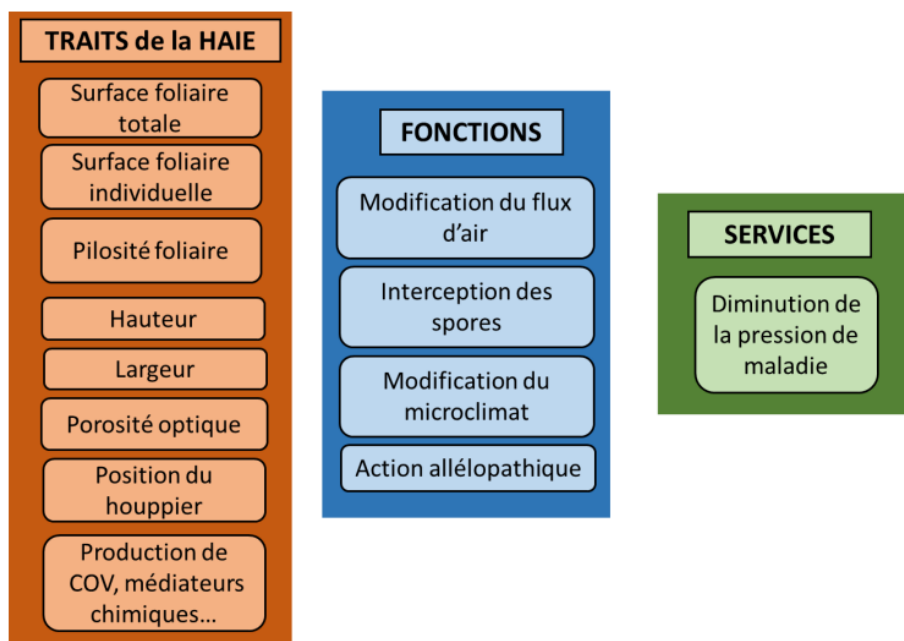 TRAITS de la HAIE
Surface foliaire
totale
Surface foliaire
individuelle
Pilosité foliaire
Hauteur
Largeur
Porosité optique
Position du
houppier
Production de
COV, médiateurs
chimiques…
FONCTIONS
Modification du flux
d'air
Interception des
spores
Modification du
microclimat
Action allélopathique
SERVICES
Diminution de
la pression de
maladie